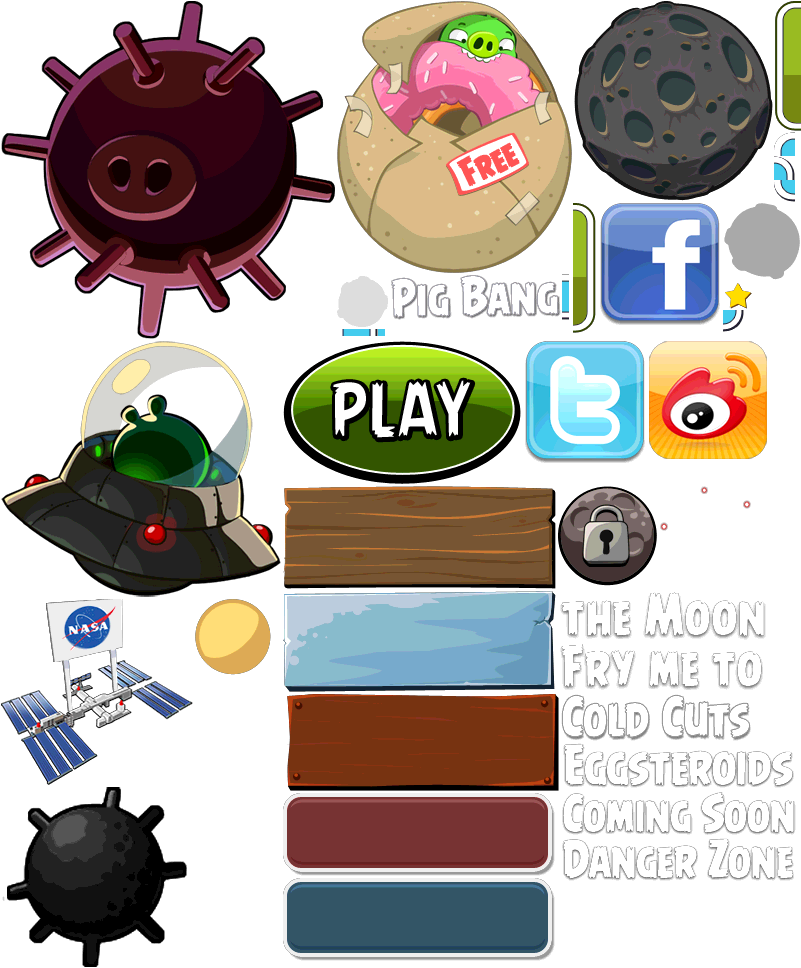 FREE
PIG BANG
f
PLAY
t
NASA
THE MOON
FRY ME TO
COLD CUTS
EGGSTEROIDS
COMING SOON
DANGER ZONE